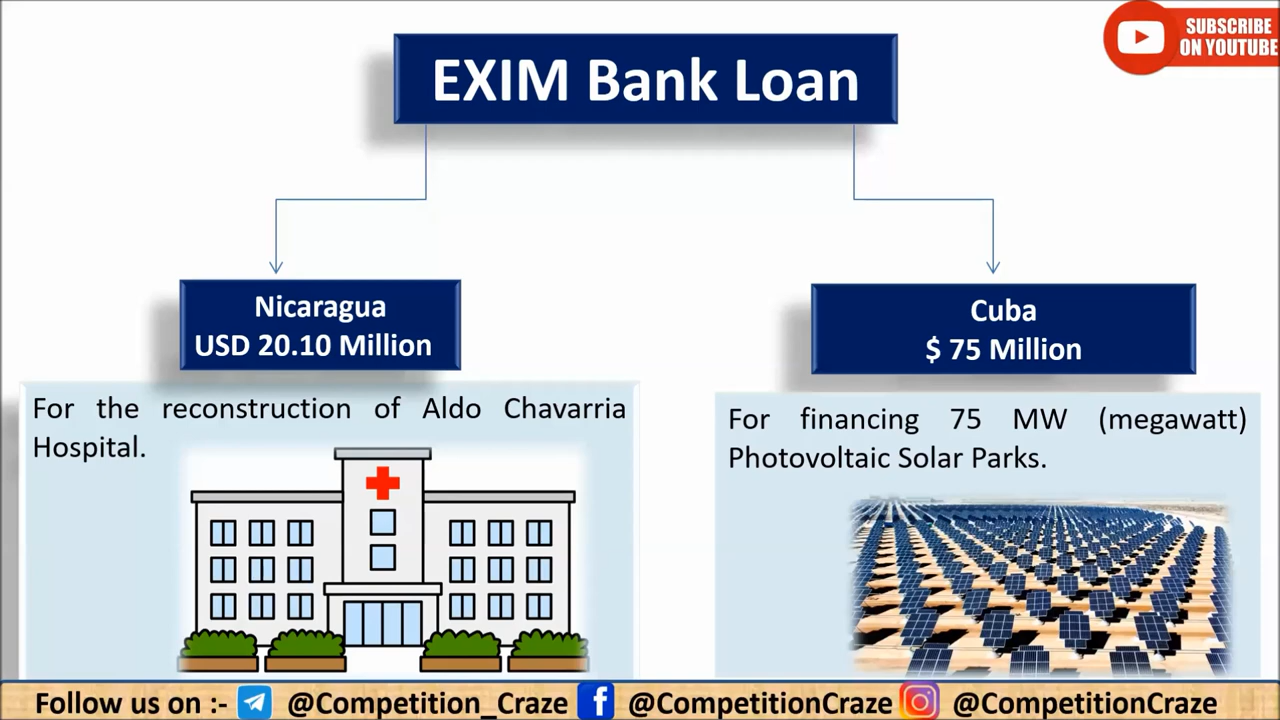 SUBSCRIBE
ON YOUTUBE
EXIM Bank Loan
Nicaragua
USD 20.10 Million
For the reconstruction of Aldo Chavarria
Hospital.
Cuba
$ 75 Million
For financing 75 MW (megawatt)
Photovoltaic Solar Parks.
Follow us on :- @Competition_Craze @CompetitionCraze @CompetitionCraze